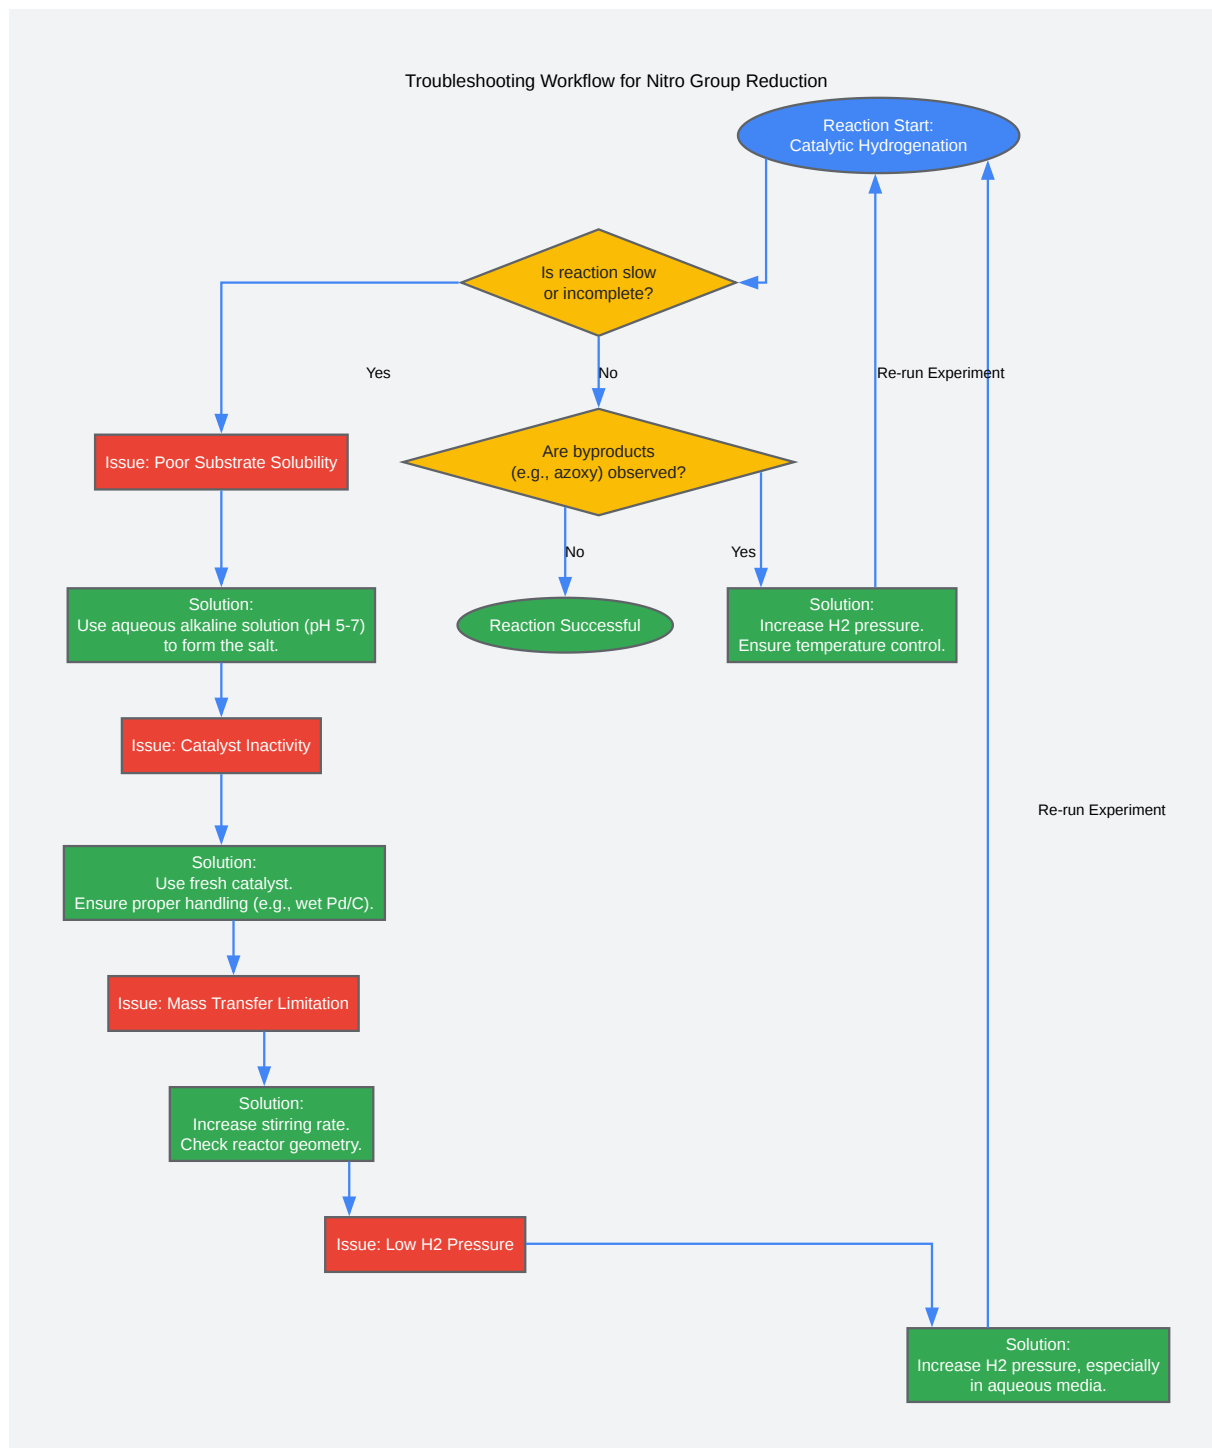 Troubleshooting Workflow for Nitro Group Reduction
Reaction Start:
Catalytic Hydrogenation
Is reaction slow
or incomplete?
Yes
No
Re-run Experiment
Issue: Poor Substrate Solubility
Are byproducts
(e.g., azoxy) observed?
No
Yes
Solution:
Use aqueous alkaline solution (pH 5-7)
to form the salt.
Reaction Successful
Solution:
Increase H2 pressure.
Ensure temperature control.
Issue: Catalyst Inactivity
Re-run Experiment
Solution:
Use fresh catalyst.
Ensure proper handling (e.g., wet Pd/C).
Issue: Mass Transfer Limitation
Solution:
Increase stirring rate.
Check reactor geometry.
Issue: Low H2 Pressure
Solution:
Increase H2 pressure, especially
in aqueous media.